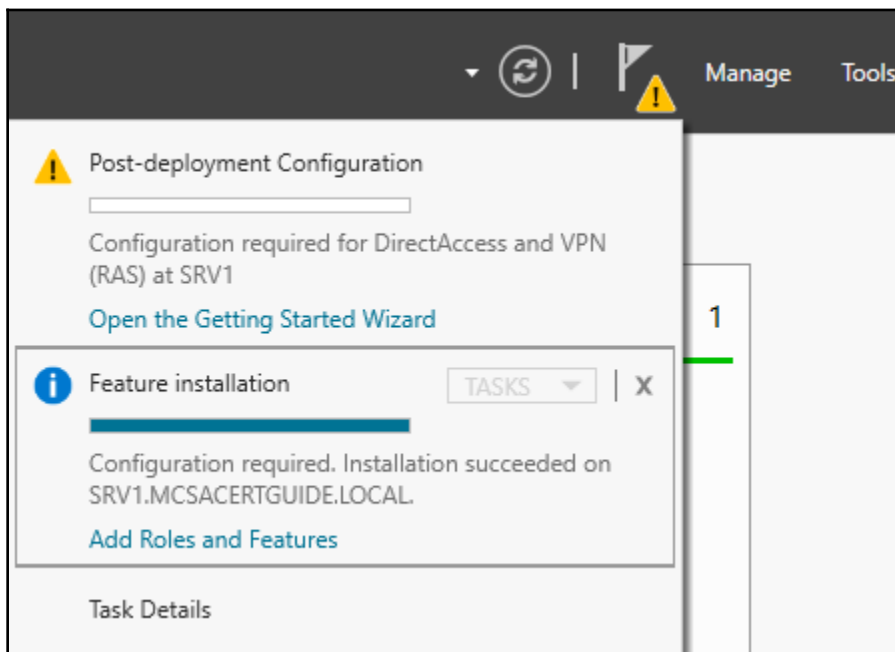 Manage Tools
Post-deployment Configuration
Configuration required for DirectAccess and VPN
(RAS) at SRV1
Open the Getting Started Wizard
1
Feature installation
TASKS
X
Configuration required. Installation succeeded on
SRV1.MCSACERTGUIDE.LOCAL.
Add Roles and Features
Task Details